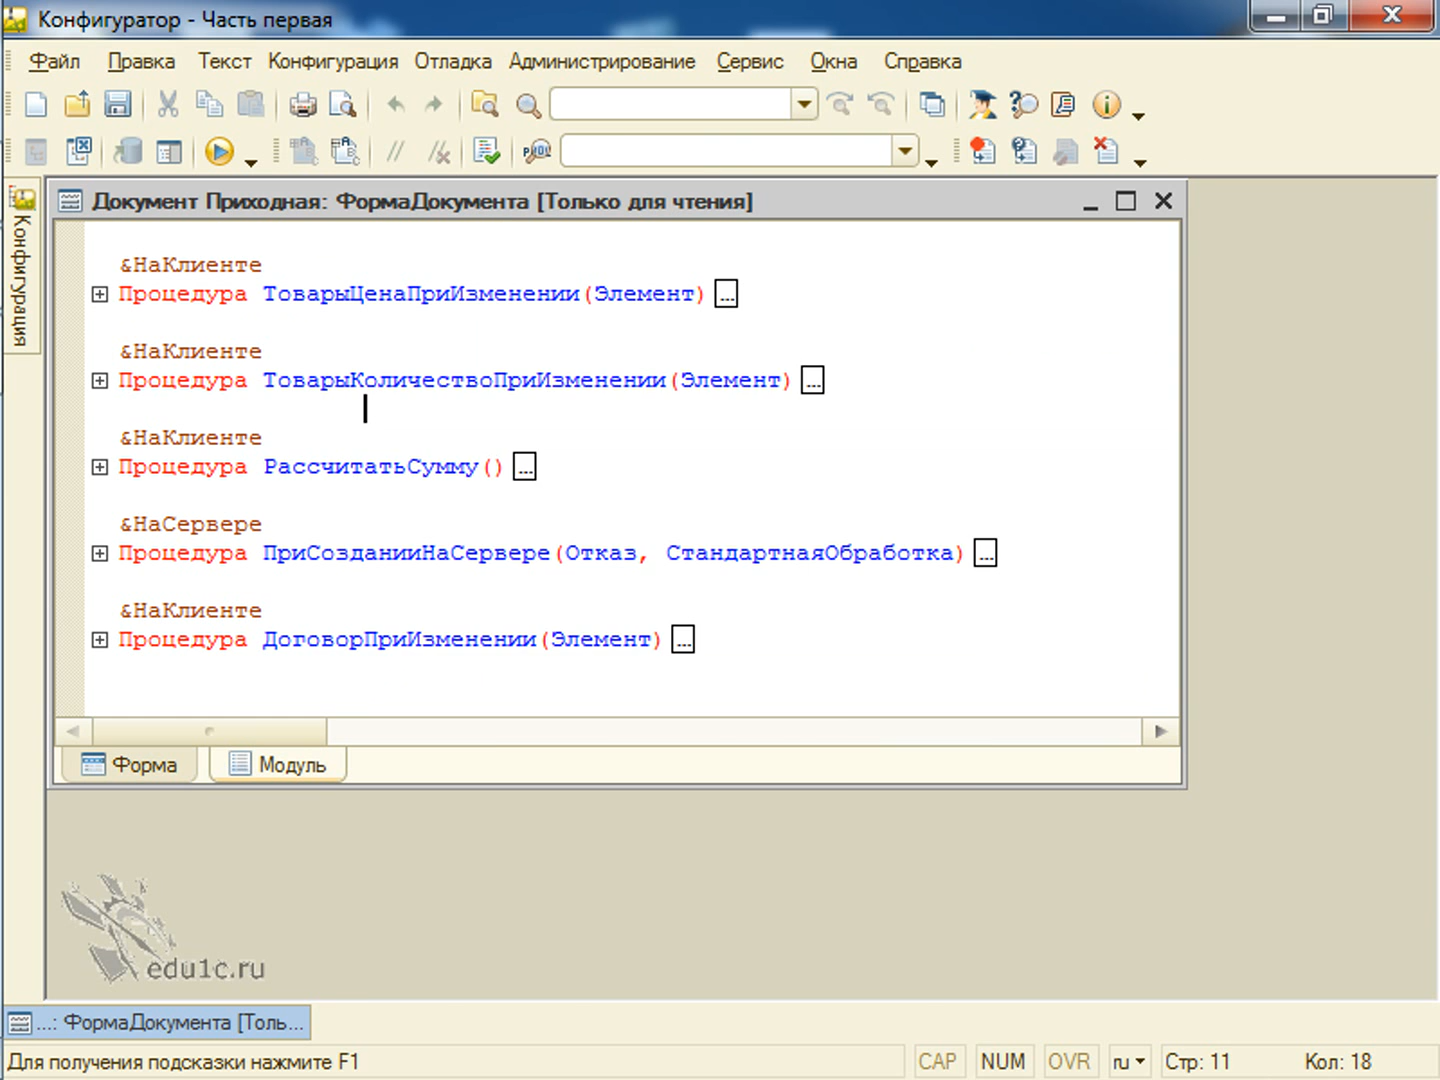 Конфигуратор - Часть первая
Файл Правка Текст Конфигурация Отладка Администрирование Сервис Окна Справка
Конфигурация
Документ Приходная: ФормаДокумента [Только для чтения]
&НаКлиенте
Процедура ТоварыЦенаПриИзменении(Элемент) ...
&НаКлиенте
Процедура ТоварыКоличествоПриИзменении(Элемент) ...
&НаКлиенте
Процедура РассчитатьСумму() ...
&НаСервере
Процедура ПриСозданииНаСервере(Отказ, СтандартнаяОбработка) ...
&НаКлиенте
Процедура ДоговорПриИзменении(Элемент) ...
Форма Модуль
edu1c.ru
...: ФормаДокумента [Толь...
Для получения подсказки нажмите F1 CAP NUM OVR ru Стр: 11 Кол: 18